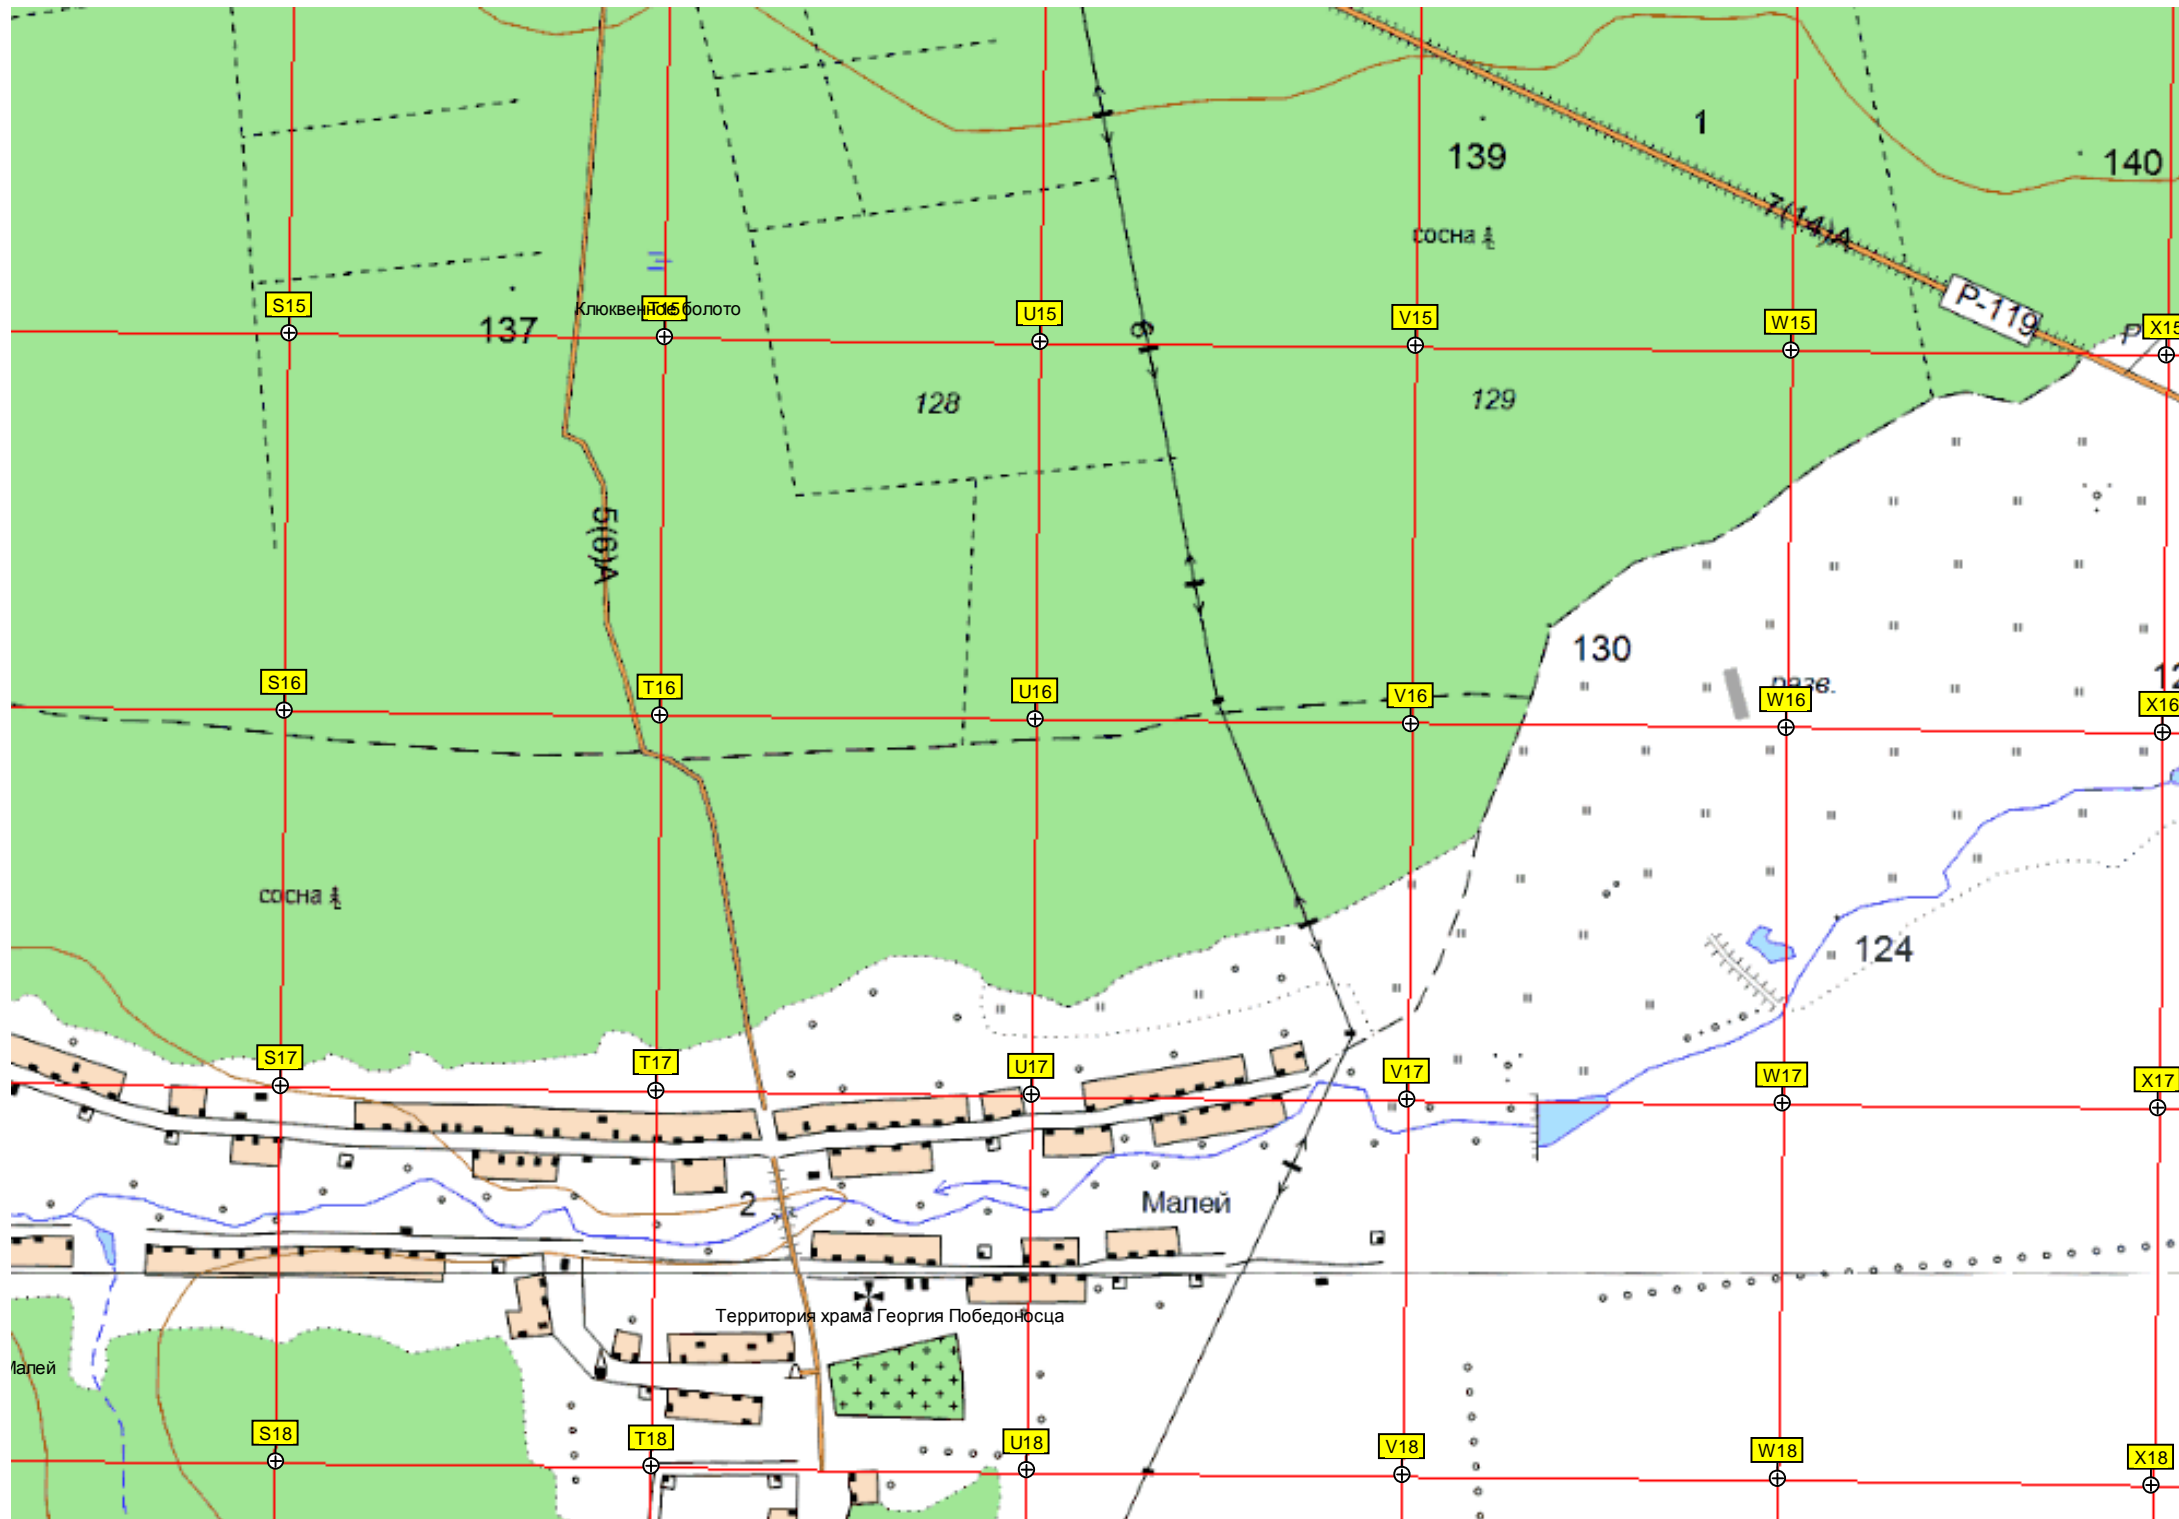 1
139
140
7(14)А
сосна
Р-119
Р
S15
T15
Клюквенное болото
U15
V15
W15
X15
137
128
129
6
5(6)А
130
разв.
12
S16
T16
U16
V16
W16
X16
сосна
124
S17
T17
U17
V17
W17
X17
2
Малей
Территория храма Георгия Победоносца
Малей
S18
T18
U18
V18
W18
X18